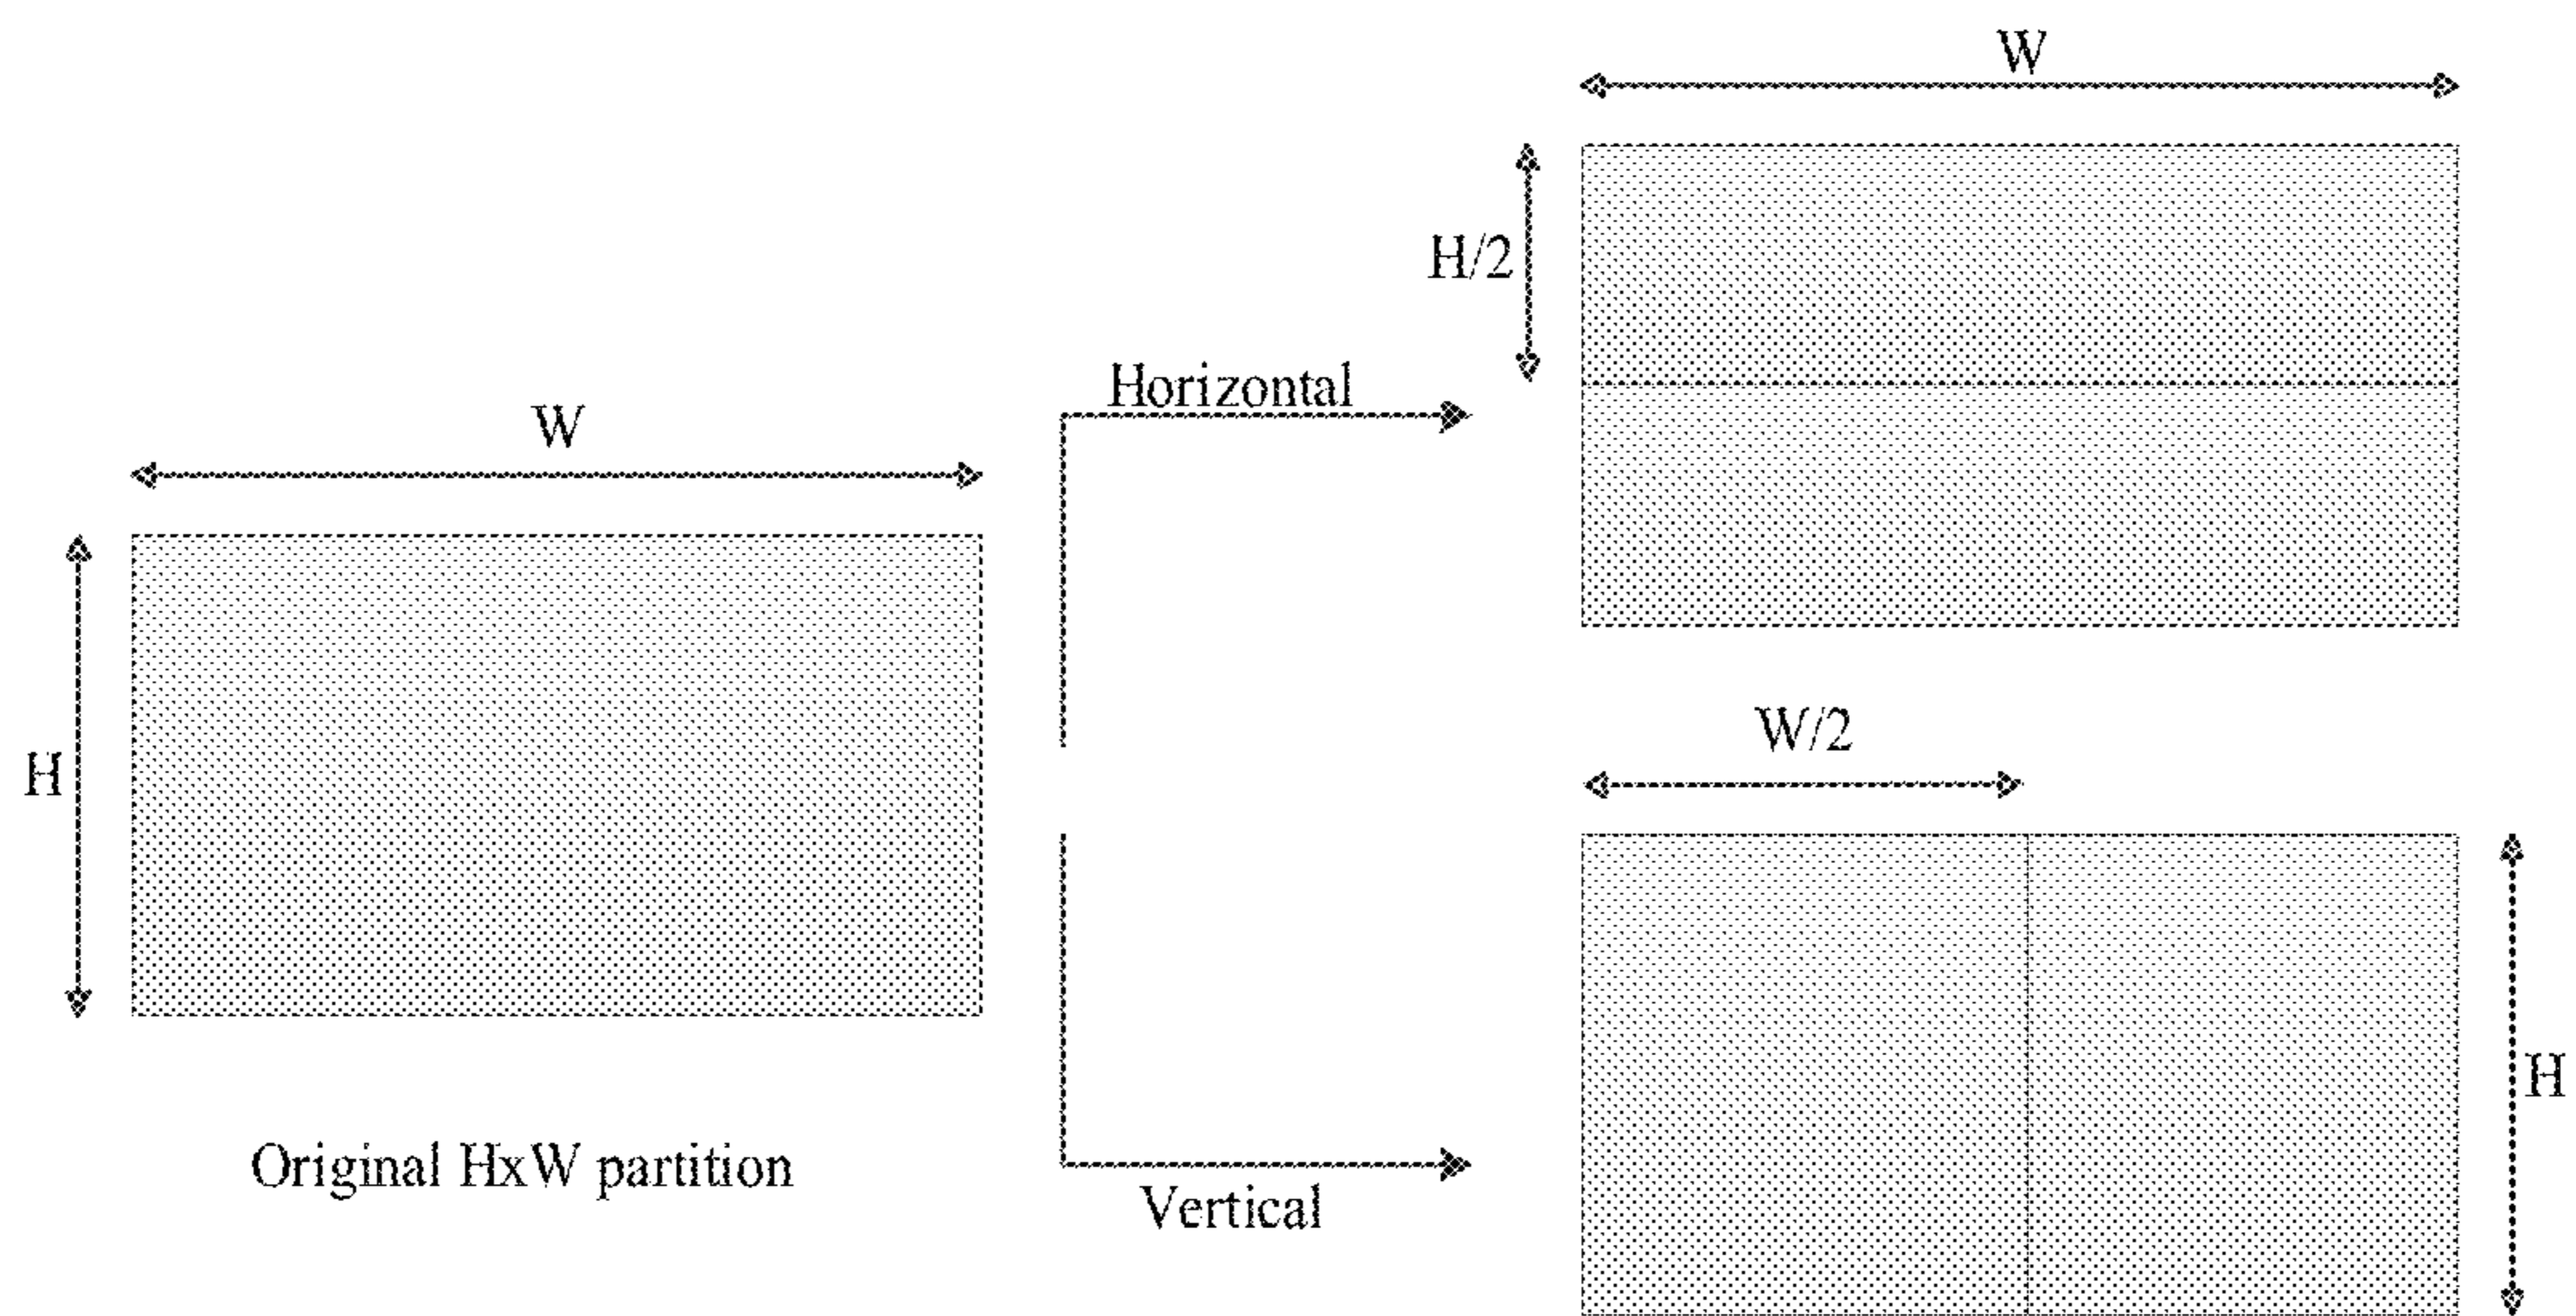 W
H/2
Horizontal
W
H
W/2
H
Original HxW partition
Vertical